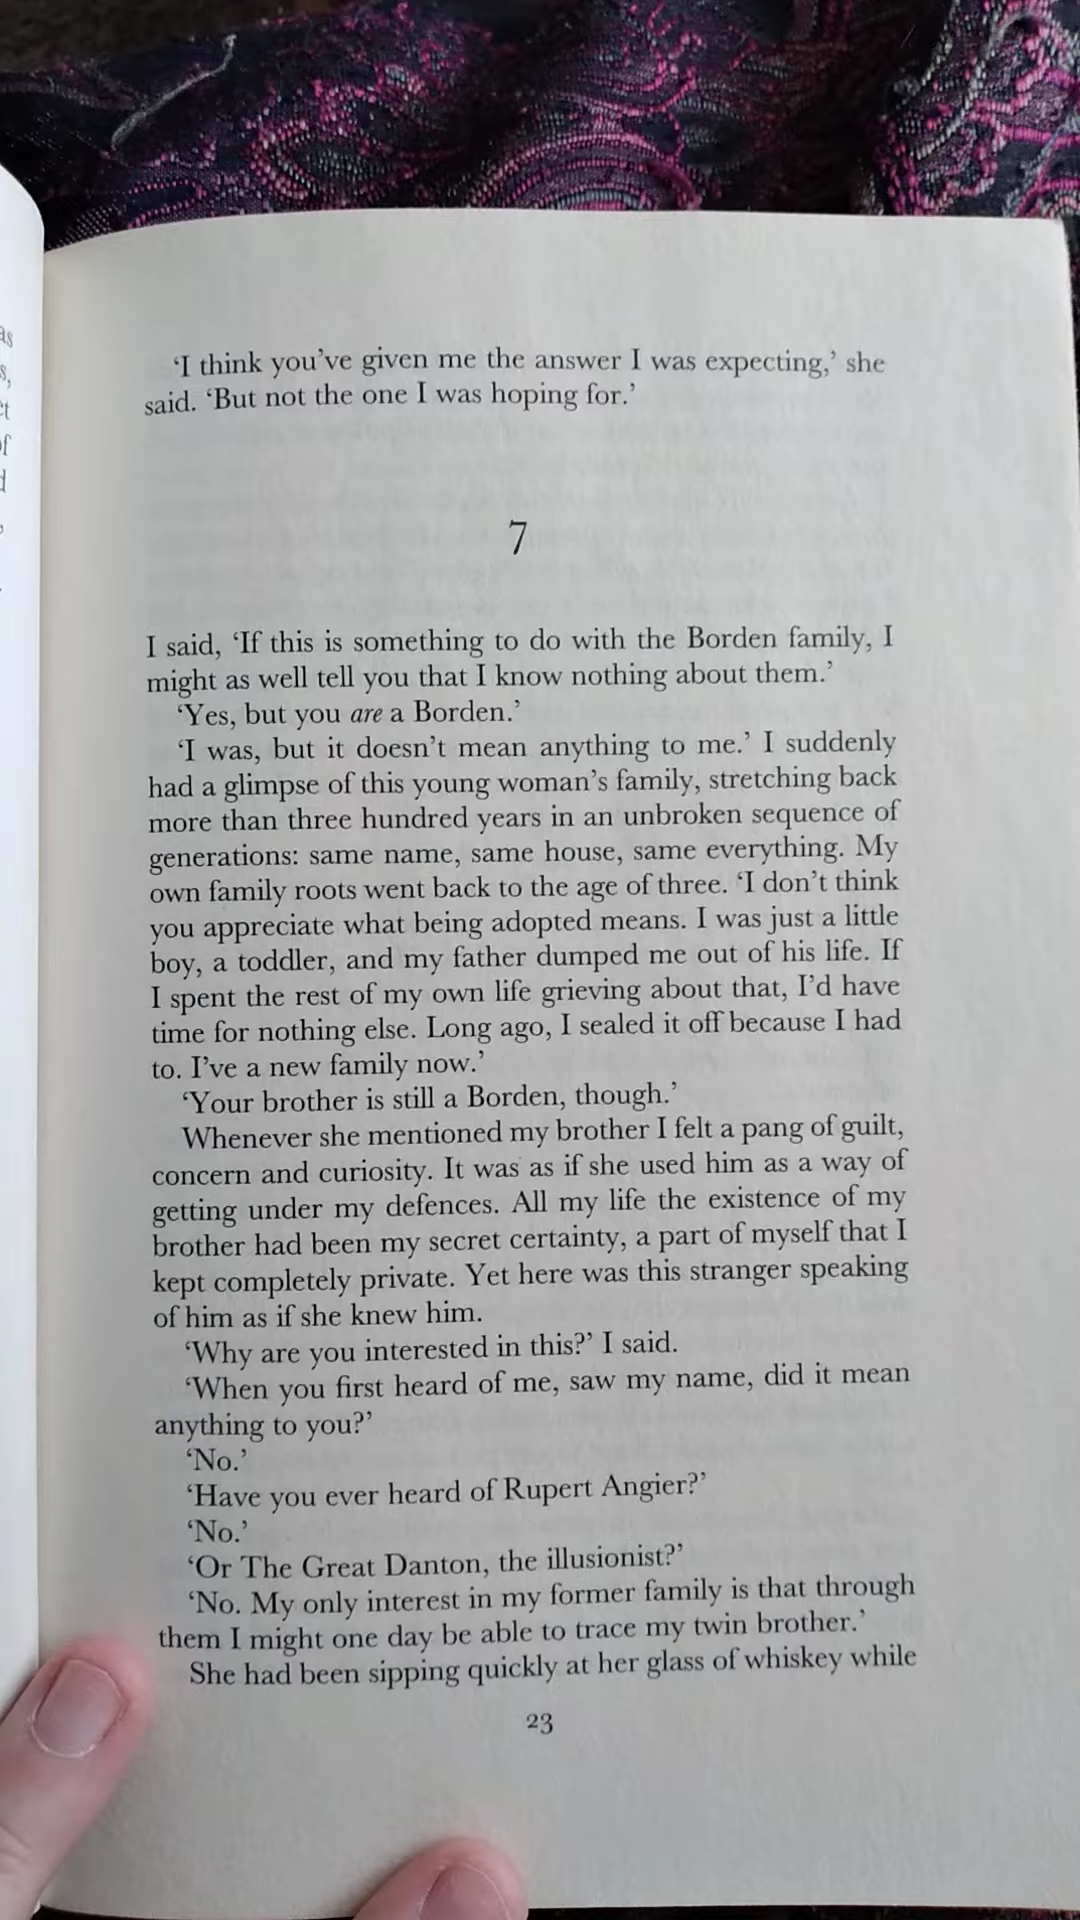 as
s,
ct
of
d
‘I think you’ve given me the answer I was expecting,’ she
said. ‘But not the one I was hoping for.’
7
I said, ‘If this is something to do with the Borden family, I
might as well tell you that I know nothing about them.’
‘Yes, but you are a Borden.’
‘I was, but it doesn’t mean anything to me.’ I suddenly
had a glimpse of this young woman’s family, stretching back
more than three hundred years in an unbroken sequence of
generations: same name, same house, same everything. My
own family roots went back to the age of three. ‘I don’t think
you appreciate what being adopted means. I was just a little
boy, a toddler, and my father dumped me out of his life. If
I spent the rest of my own life grieving about that, I’d have
time for nothing else. Long ago, I sealed it off because I had
to. I’ve a new family now.’
‘Your brother is still a Borden, though.’
Whenever she mentioned my brother I felt a pang of guilt,
concern and curiosity. It was as if she used him as a way of
getting under my defences. All my life the existence of my
brother had been my secret certainty, a part of myself that I
kept completely private. Yet here was this stranger speaking
of him as if she knew him.
‘Why are you interested in this?’ I said.
‘When you first heard of me, saw my name, did it mean
anything to you?’
‘No.’
‘Have you ever heard of Rupert Angier?’
‘No.’
‘Or The Great Danton, the illusionist?’
‘No. My only interest in my former family is that through
them I might one day be able to trace my twin brother.’
She had been sipping quickly at her glass of whiskey while
23